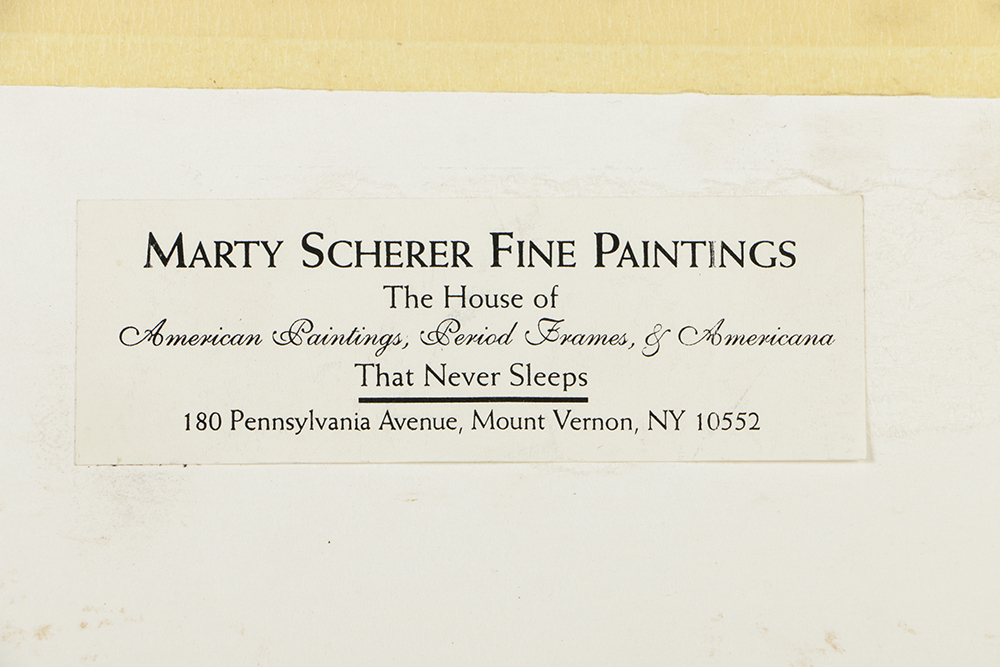 Marty Scherer Fine Paintings
The House of
American Paintings, Period Frames, & Americana
That Never Sleeps
180 Pennsylvania Avenue, Mount Vernon, NY 10552